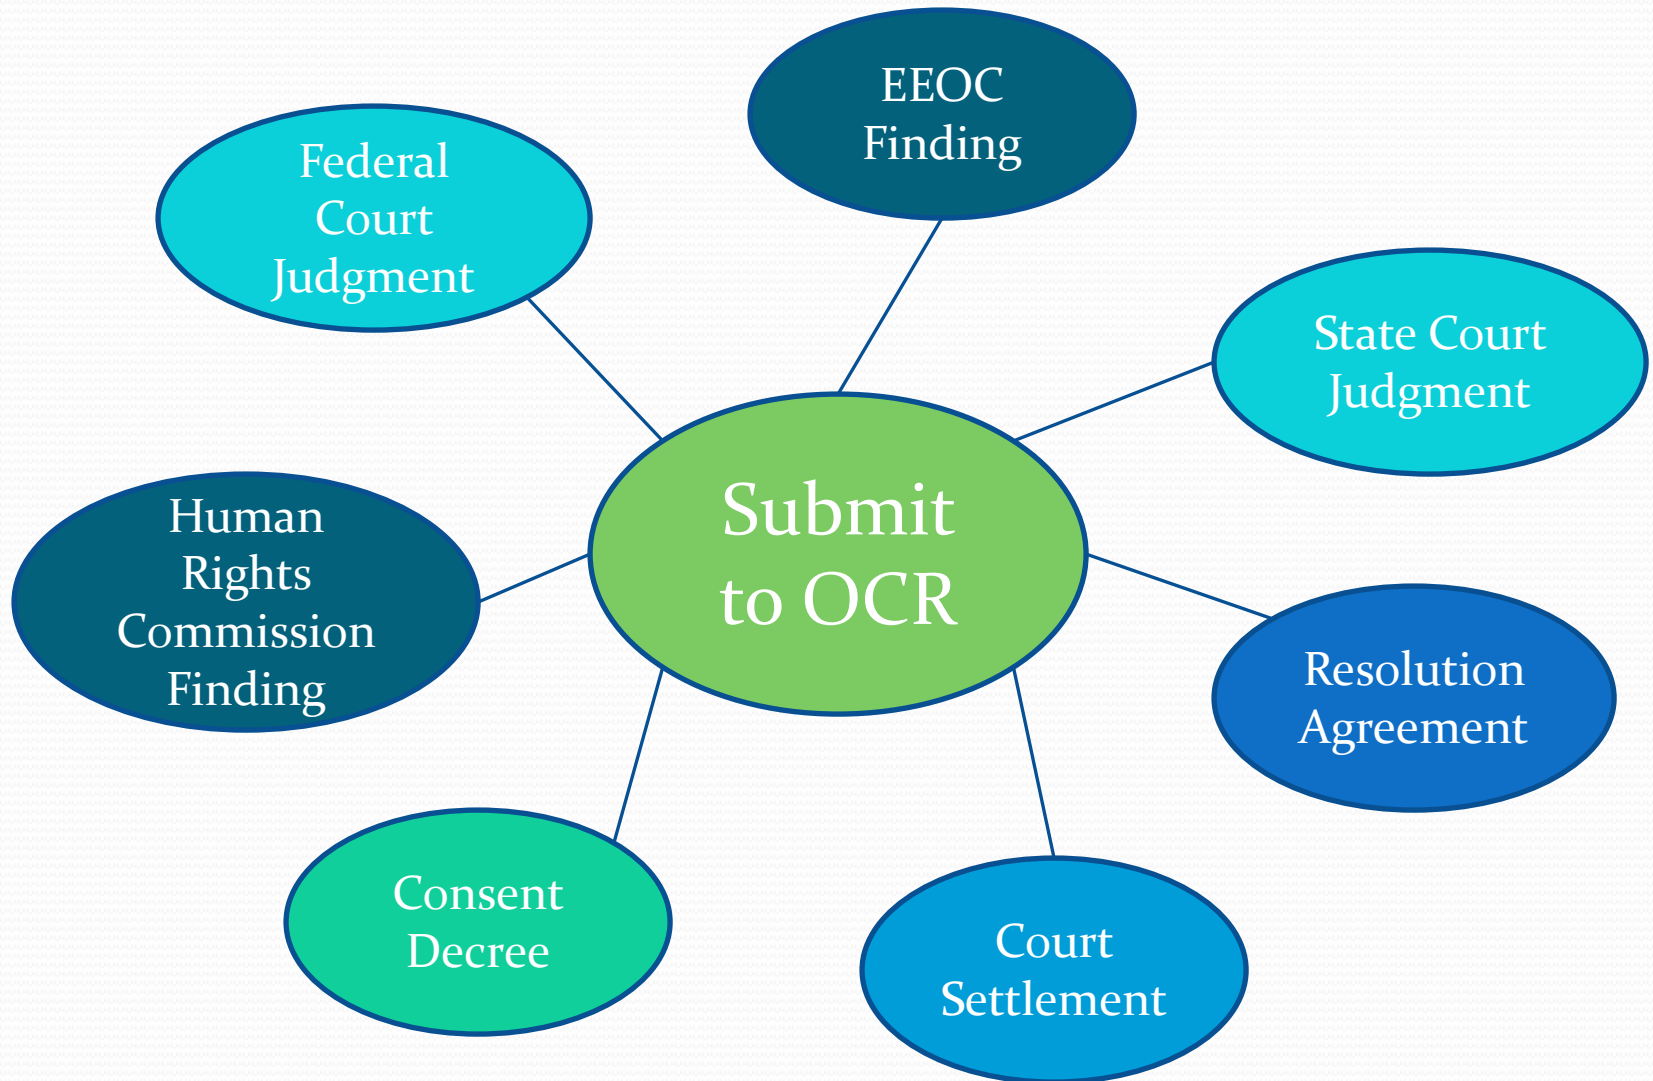 EEOC
Finding
Federal
Court
Judgment
State Court
Judgment
Submit
to OCR
Human
Rights
Commission
Finding
Resolution
Agreement
Consent
Decree
Court
Settlement